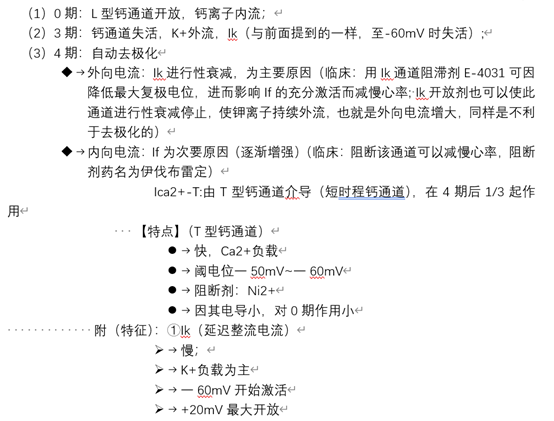 （1）0 期：L 型钙通道开放，钙离子内流；
（2）3 期：钙通道失活，K+外流，Ik（与前面提到的一样，至-60mV 时失活）；
（3）4 期：自动去极化
◆→外向电流：Ik 进行性衰减，为主要原因（临床：用 Ik 通道阻滞剂 E-4031 可因
降低最大复极电位，进而影响 If 的充分激活而减慢心率；Ik 开放剂也可以使此
通道进行性衰减停止，使钾离子持续外流，也就是外向电流增大，同样是不利
于去极化的）
◆→内向电流：If 为次要原因（逐渐增强）（临床：阻断该通道可以减慢心率，阻断
剂药名为伊伐布雷定）
Ica2+-T:由 T 型钙通道介导（短时程钙通道），在 4 期后 1/3 起作
用
···【特点】（T 型钙通道）
●→快，Ca2+负载
●→阈电位一 50mV~一 60mV
●→阻断剂：Ni2+
●→因其电导小，对 0 期作用小
·············附（特征）：①Ik（延迟整流电流）
➢→慢；
➢→K+负载为主
➢→一 60mV 开始激活
➢→+20mV 最大开放